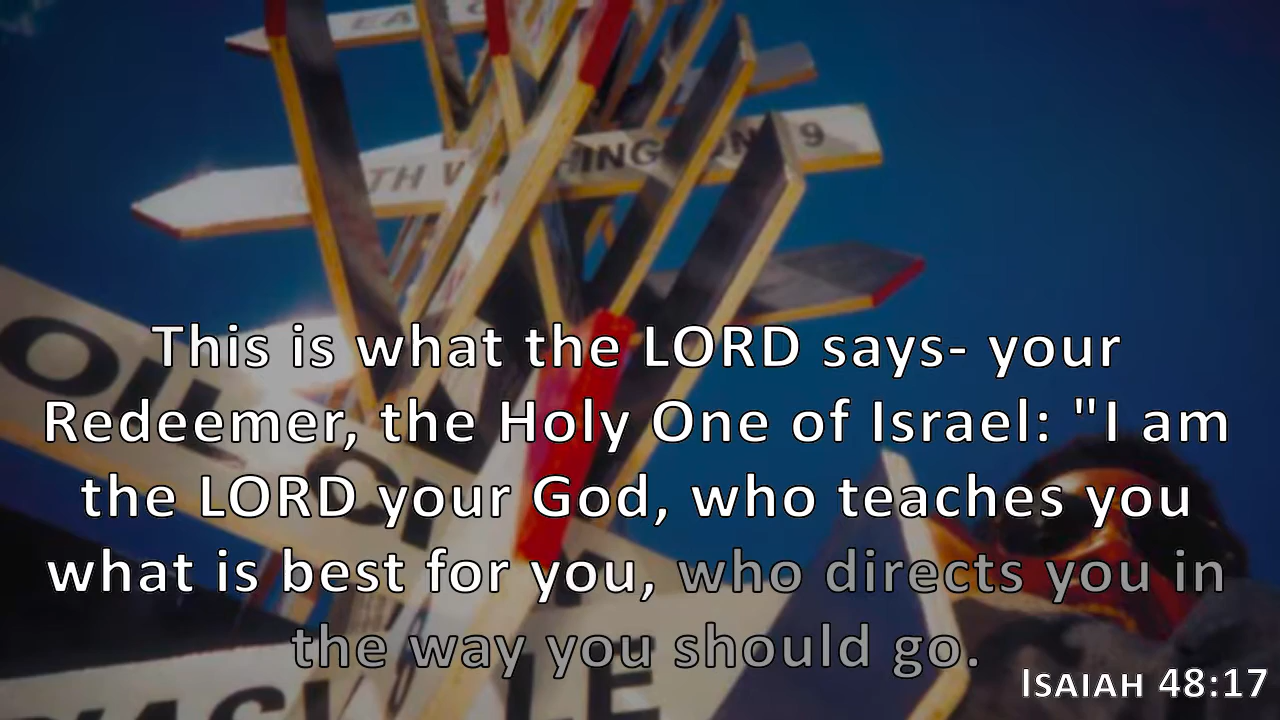 This is what the LORD says- your
Redeemer, the Holy One of Israel: "I am
the LORD your God, who teaches you
what is best for you, who directs you in
the way you should go.
ISAIAH 48:17
OIL
9